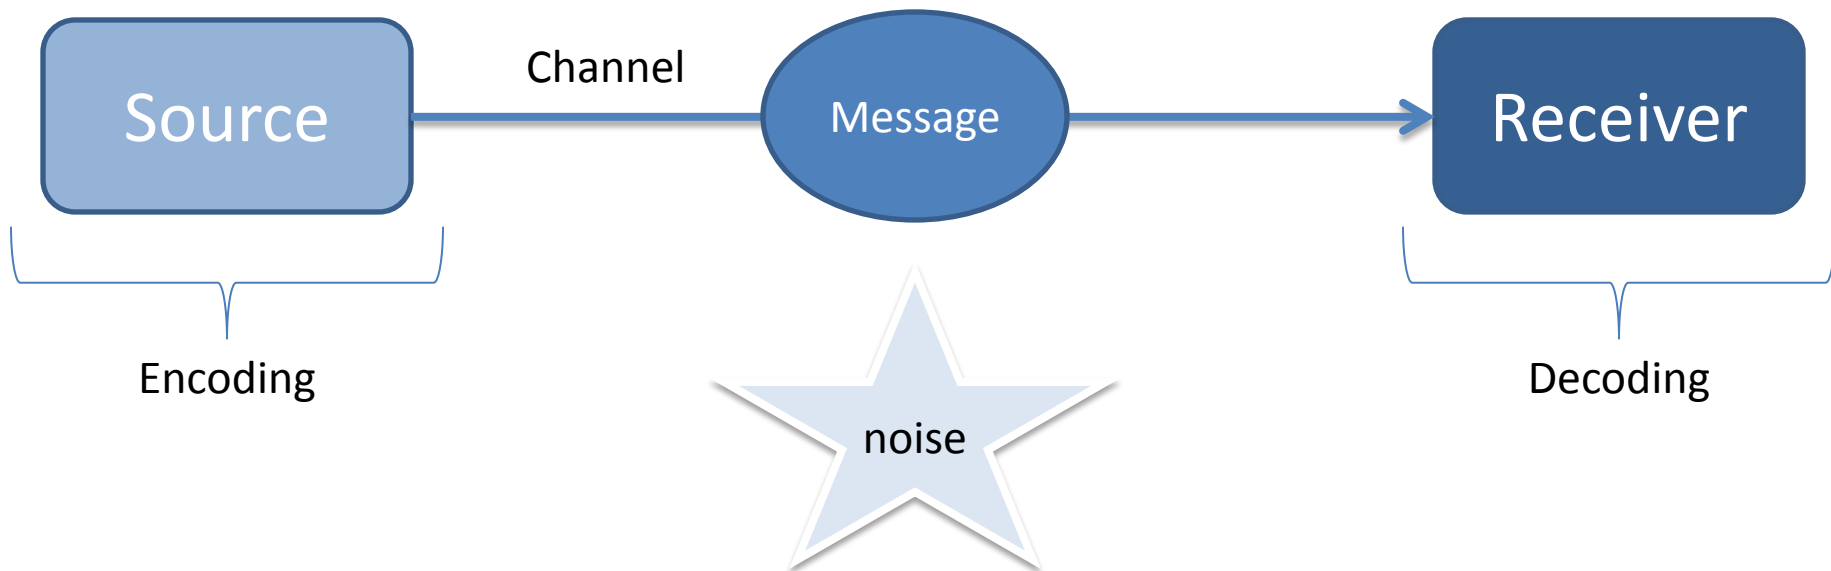 Source
Channel
Message
Receiver
Encoding
noise
Decoding